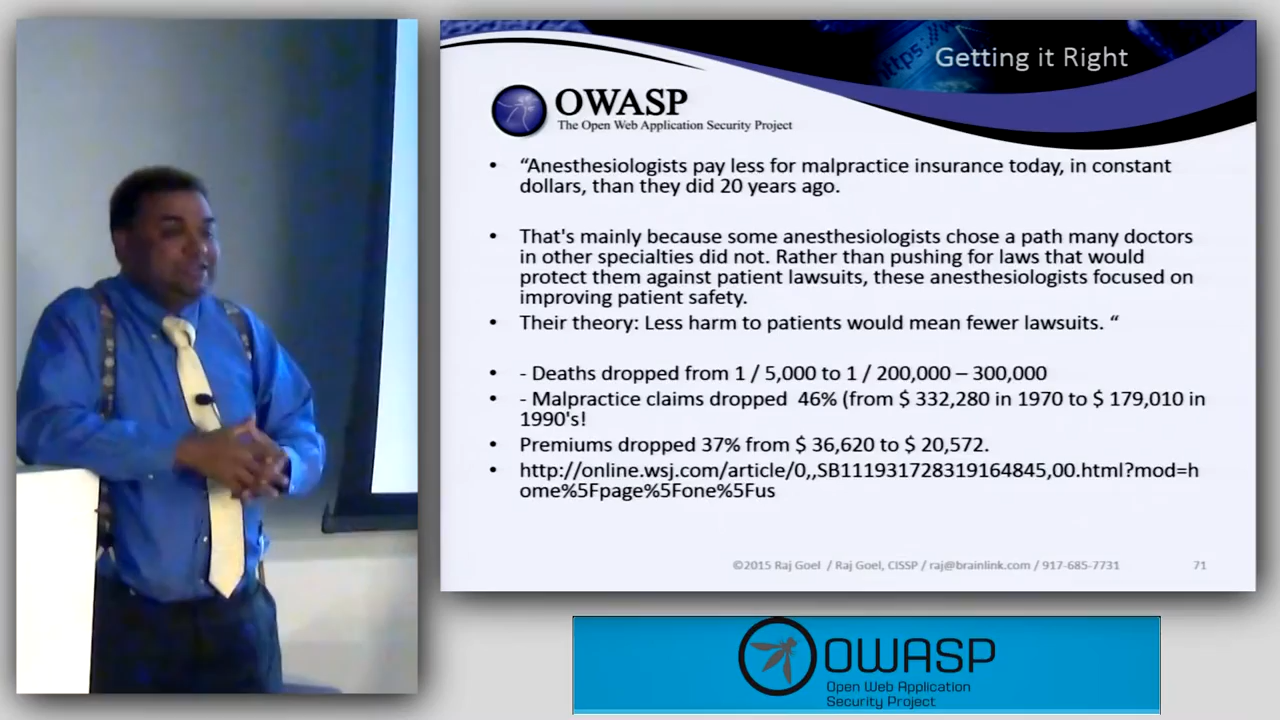 Getting it Right
OWASP
The Open Web Application Security Project
• “Anesthesiologists pay less for malpractice insurance today, in constant
dollars, than they did 20 years ago.
• That's mainly because some anesthesiologists chose a path many doctors
in other specialties did not. Rather than pushing for laws that would
protect them against patient lawsuits, these anesthesiologists focused on
improving patient safety.
• Their theory: Less harm to patients would mean fewer lawsuits. “
• - Deaths dropped from 1 / 5,000 to 1 / 200,000 – 300,000
• - Malpractice claims dropped  46% (from $ 332,280 in 1970 to $ 179,010 in
1990's!
• Premiums dropped 37% from $ 36,620 to $ 20,572.
• http://online.wsj.com/article/0,,SB111931728319164845,00.html?mod=h
ome%5Fpage%5Fone%5Fus
©2015 Raj Goel / Raj Goel, CISSP / raj@brainlink.com / 917-685-7731
71
OWASP
Open Web Application
Security Project